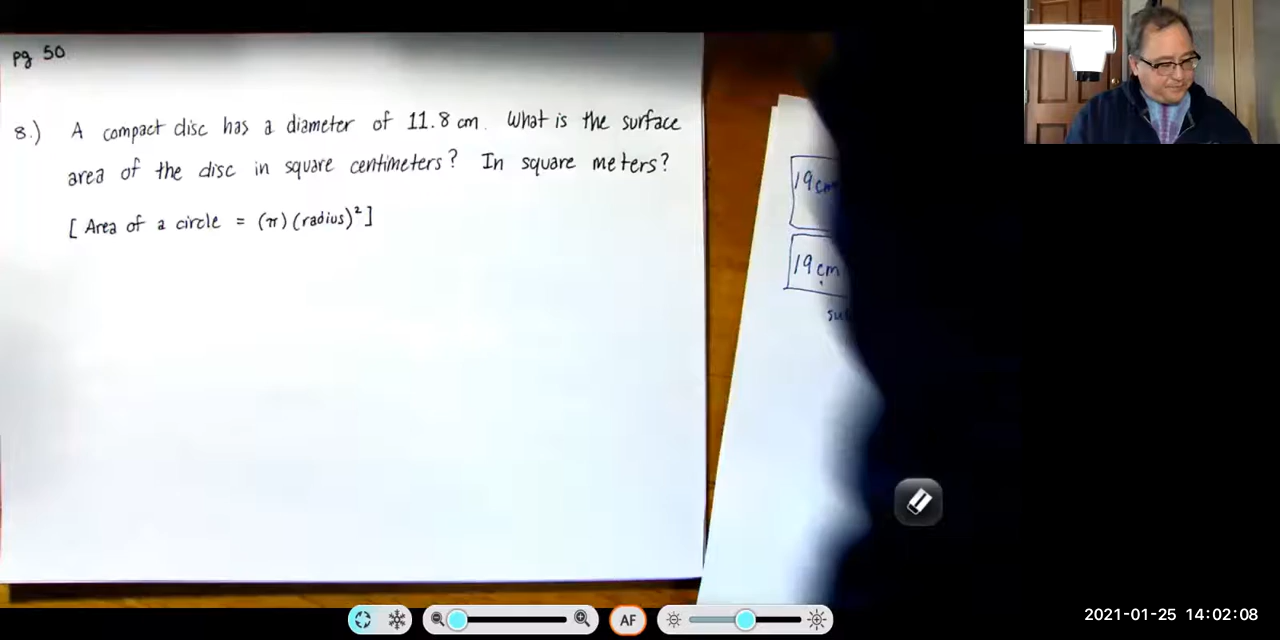 pg 50
8.) A compact disc has a diameter of 11.8 cm. What is the surface
area of the disc in square centimeters? In square meters?
[ Area of a circle = (π) (radius)² ]
19 cm
19 cm
AF
2021-01-25 14:02:08